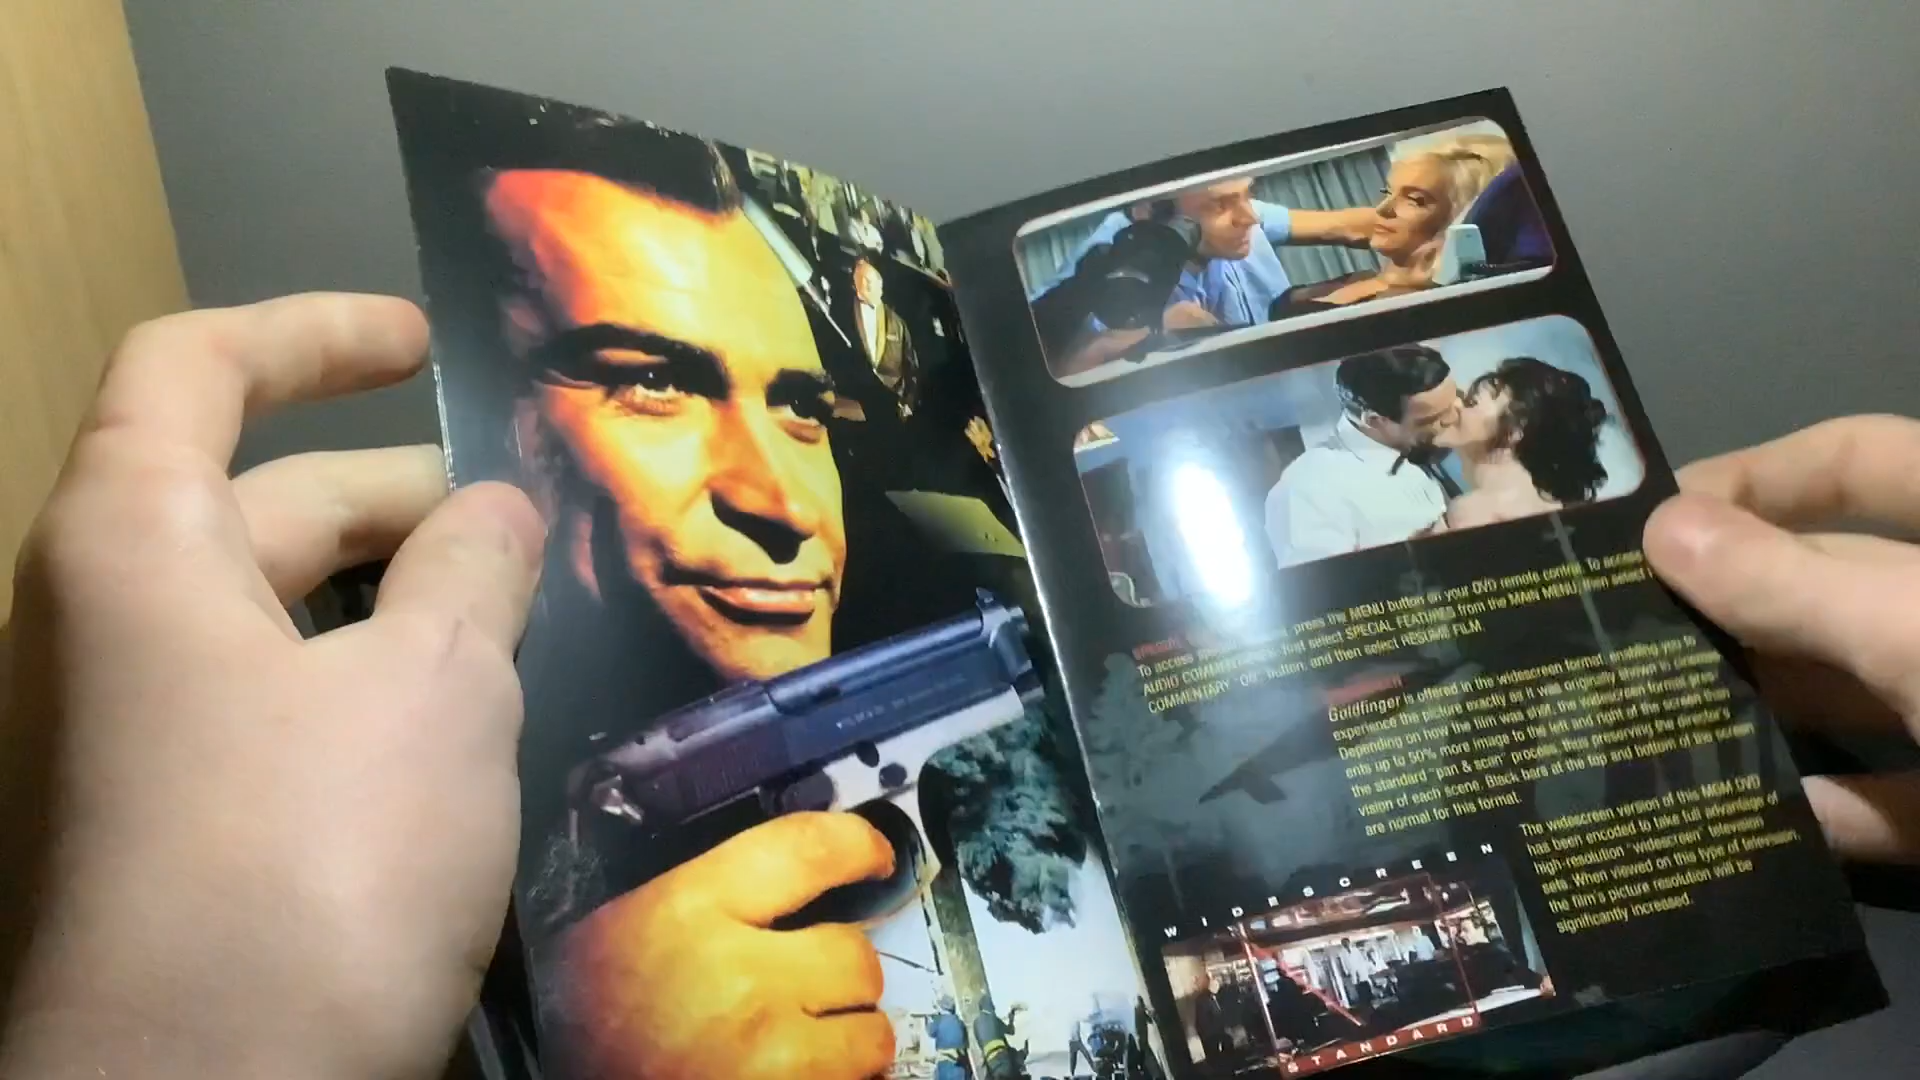 press the MENU button on your DVD remote control. To access
To access just select SPECIAL FEATURES from the MAIN MENU, then select
AUDIO COMMENTARY button, and then select RESUME FILM.
COMMENTARY
Goldfinger is offered in the widescreen format, enabling you to
experience the picture exactly as it was originally shown in
Depending on how the film was shot, the widescreen format
ents up to 50% more image to the left and right of the screen than
the standard "pan & scan" process, thus preserving the director's
vision of each scene. Black bars at the top and bottom of the screen
are normal for this format.
The widescreen version of this MGM DVD
has been encoded to take full advantage of
high-resolution "widescreen" television
sets. When viewed on this type of television
the film's picture resolution will be
significantly increased.
WIDESCREEN
STANDARD